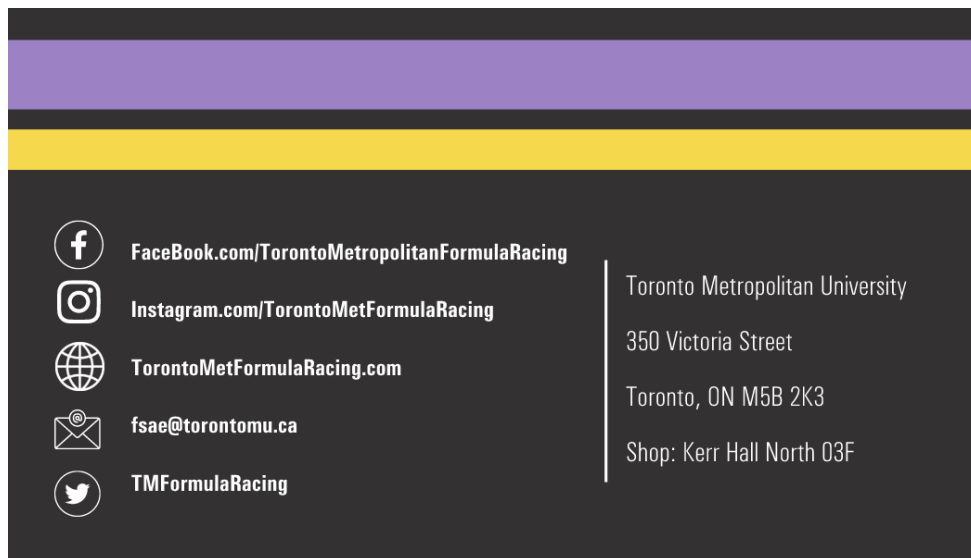 FaceBook.com/TorontoMetropolitanFormulaRacing
Instagram.com/TorontoMetFormulaRacing
TorontoMetFormulaRacing.com
fsae@torontomu.ca
TMFormulaRacing
Toronto Metropolitan University
350 Victoria Street
Toronto, ON M5B 2K3
Shop: Kerr Hall North 03F